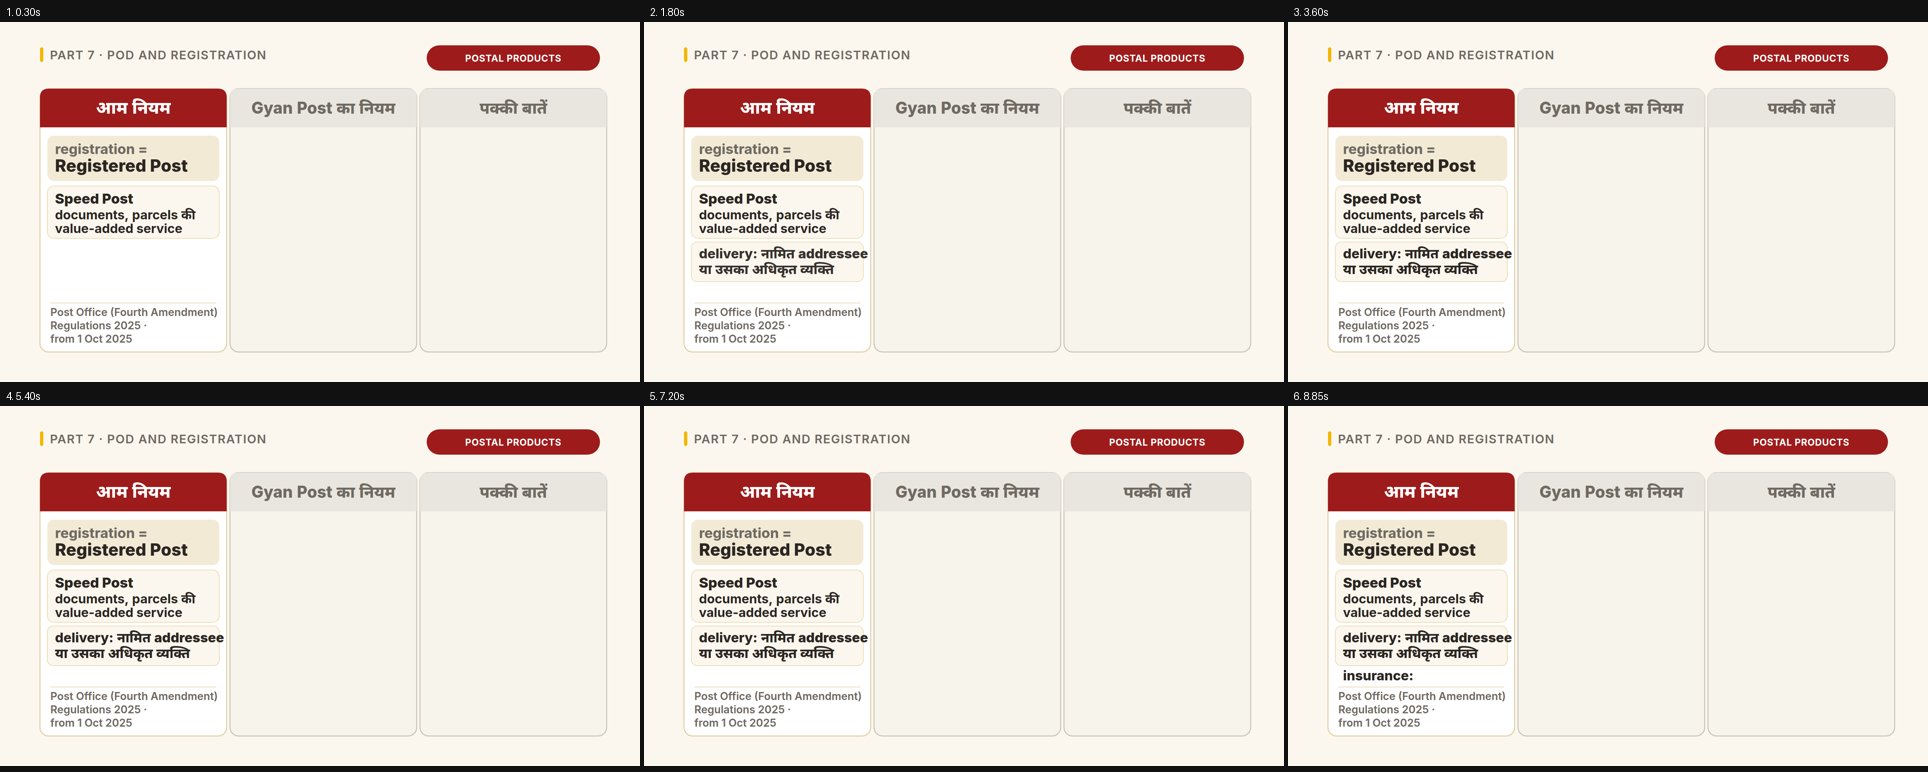 1. 0.30s
PART 7 · POD AND REGISTRATION
POSTAL PRODUCTS
आम नियम
Gyan Post का नियम
पक्की बातें
registration =
Registered Post
Speed Post
documents, parcels की
value-added service
Post Office (Fourth Amendment)
Regulations 2025 ·
from 1 Oct 2025
2. 1.80s
PART 7 · POD AND REGISTRATION
POSTAL PRODUCTS
आम नियम
Gyan Post का नियम
पक्की बातें
registration =
Registered Post
Speed Post
documents, parcels की
value-added service
delivery: नामित addressee
या उसका अधिकृत व्यक्ति
Post Office (Fourth Amendment)
Regulations 2025 ·
from 1 Oct 2025
3. 3.60s
PART 7 · POD AND REGISTRATION
POSTAL PRODUCTS
आम नियम
Gyan Post का नियम
पक्की बातें
registration =
Registered Post
Speed Post
documents, parcels की
value-added service
delivery: नामित addressee
या उसका अधिकृत व्यक्ति
Post Office (Fourth Amendment)
Regulations 2025 ·
from 1 Oct 2025
4. 5.40s
PART 7 · POD AND REGISTRATION
POSTAL PRODUCTS
आम नियम
Gyan Post का नियम
पक्की बातें
registration =
Registered Post
Speed Post
documents, parcels की
value-added service
delivery: नामित addressee
या उसका अधिकृत व्यक्ति
Post Office (Fourth Amendment)
Regulations 2025 ·
from 1 Oct 2025
5. 7.20s
PART 7 · POD AND REGISTRATION
POSTAL PRODUCTS
आम नियम
Gyan Post का नियम
पक्की बातें
registration =
Registered Post
Speed Post
documents, parcels की
value-added service
delivery: नामित addressee
या उसका अधिकृत व्यक्ति
Post Office (Fourth Amendment)
Regulations 2025 ·
from 1 Oct 2025
6. 8.85s
PART 7 · POD AND REGISTRATION
POSTAL PRODUCTS
आम नियम
Gyan Post का नियम
पक्की बातें
registration =
Registered Post
Speed Post
documents, parcels की
value-added service
delivery: नामित addressee
या उसका अधिकृत व्यक्ति
insurance:
Post Office (Fourth Amendment)
Regulations 2025 ·
from 1 Oct 2025